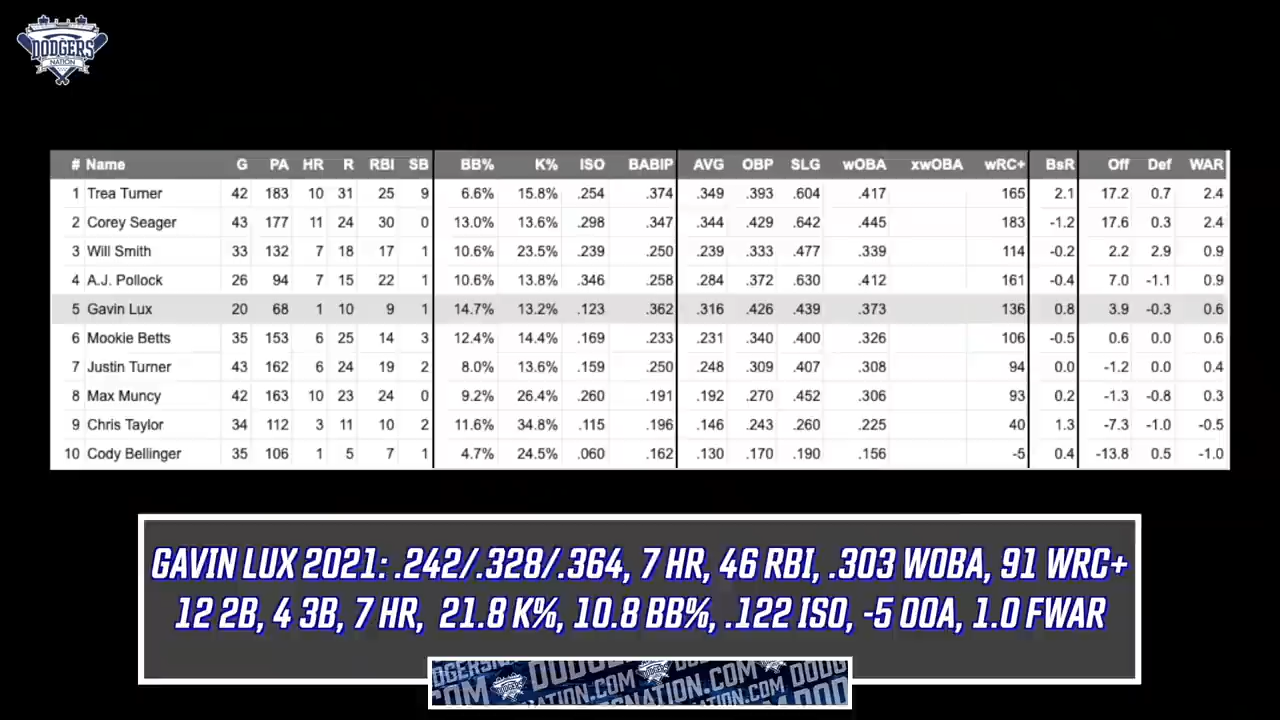 DODGERS
NATION
# Name G PA HR R RBI SB BB% K% ISO BABIP AVG OBP SLG wOBA xwOBA wRC+ BsR Off Def WAR
1 Trea Turner 42 183 10 31 25 9 6.6% 15.8% .254 .374 .349 .393 .604 .417 165 2.1 17.2 0.7 2.4
2 Corey Seager 43 177 11 24 30 0 13.0% 13.6% .298 .347 .344 .429 .642 .445 183 -1.2 17.6 0.3 2.4
3 Will Smith 33 132 7 18 17 1 10.6% 23.5% .239 .250 .239 .333 .477 .339 114 -0.2 2.2 2.9 0.9
4 A.J. Pollock 26 94 7 15 22 1 10.6% 13.8% .346 .258 .284 .372 .630 .412 161 -0.4 7.0 -1.1 0.9
5 Gavin Lux 20 68 1 10 9 1 14.7% 13.2% .123 .362 .316 .426 .439 .373 136 0.8 3.9 -0.3 0.6
6 Mookie Betts 35 153 6 25 14 3 12.4% 14.4% .169 .233 .231 .340 .400 .326 106 -0.5 0.6 0.0 0.6
7 Justin Turner 43 162 6 24 19 2 8.0% 13.6% .159 .250 .248 .309 .407 .308 94 0.0 -1.2 0.0 0.4
8 Max Muncy 42 163 10 23 24 0 9.2% 26.4% .260 .191 .192 .270 .452 .306 93 0.2 -1.3 -0.8 0.3
9 Chris Taylor 34 112 3 11 10 2 11.6% 34.8% .115 .196 .146 .243 .260 .225 40 1.3 -7.3 -1.0 -0.5
10 Cody Bellinger 35 106 1 5 7 1 4.7% 24.5% .060 .162 .130 .170 .190 .156 -5 0.4 -13.8 0.5 -1.0
GAVIN LUX 2021: .242/.328/.364, 7 HR, 46 RBI, .303 WOBA, 91 WRC+
12 2B, 4 3B, 7 HR, 21.8 K%, 10.8 BB%, .122 ISO, -5 OOA, 1.0 FWAR